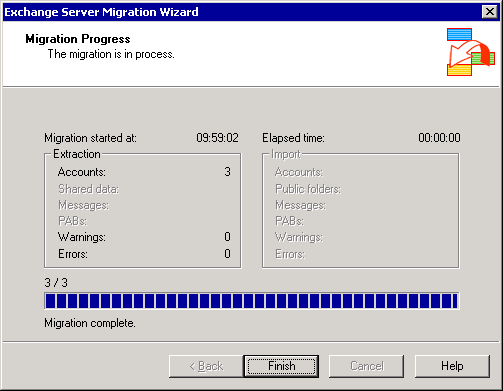 Exchange Server Migration Wizard
Migration Progress
The migration is in process.
Migration started at: 09:59:02 Elapsed time: 00:00:00
Extraction Import
Accounts: 3 Accounts:
Shared data: Public folders:
Messages: Messages:
PABs: PABs:
Warnings: 0 Warnings:
Errors: 0 Errors:
3 / 3
Migration complete.
< Back Finish Cancel Help